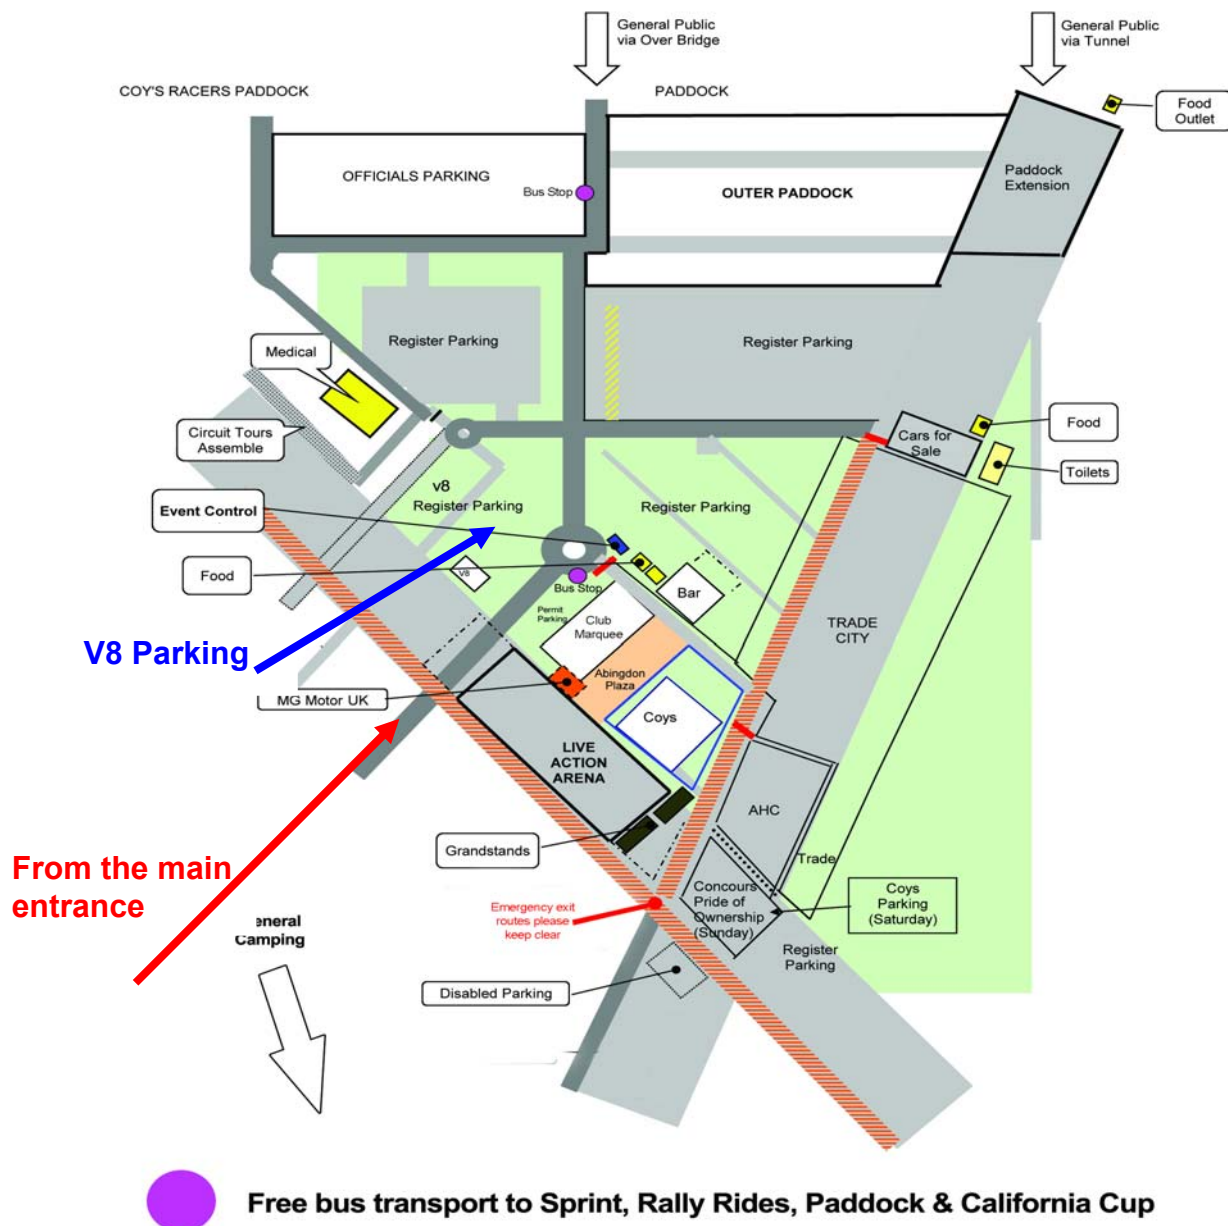 General Public
via Over Bridge
General Public
via Tunnel
COY'S RACERS PADDOCK
PADDOCK
Food
Outlet
OFFICIALS PARKING
Bus Stop
OUTER PADDOCK
Paddock
Extension
Register Parking
Register Parking
Medical
Circuit Tours
Assemble
Cars for
Sale
Food
Toilets
v8
Register Parking
Register Parking
Event Control
Food
V8
Bus Stop
Bar
Permit
Parking
Club
Marquee
TRADE
CITY
V8 Parking
Abingdon
Plaza
MG Motor UK
Coys
LIVE
ACTION
ARENA
AHC
Grandstands
Trade
From the main
entrance
Concours
Pride of
Ownership
(Sunday)
Coys
Parking
(Saturday)
Emergency exit
routes please
keep clear
eneral
Camping
Register
Parking
Disabled Parking
Free bus transport to Sprint, Rally Rides, Paddock & California Cup